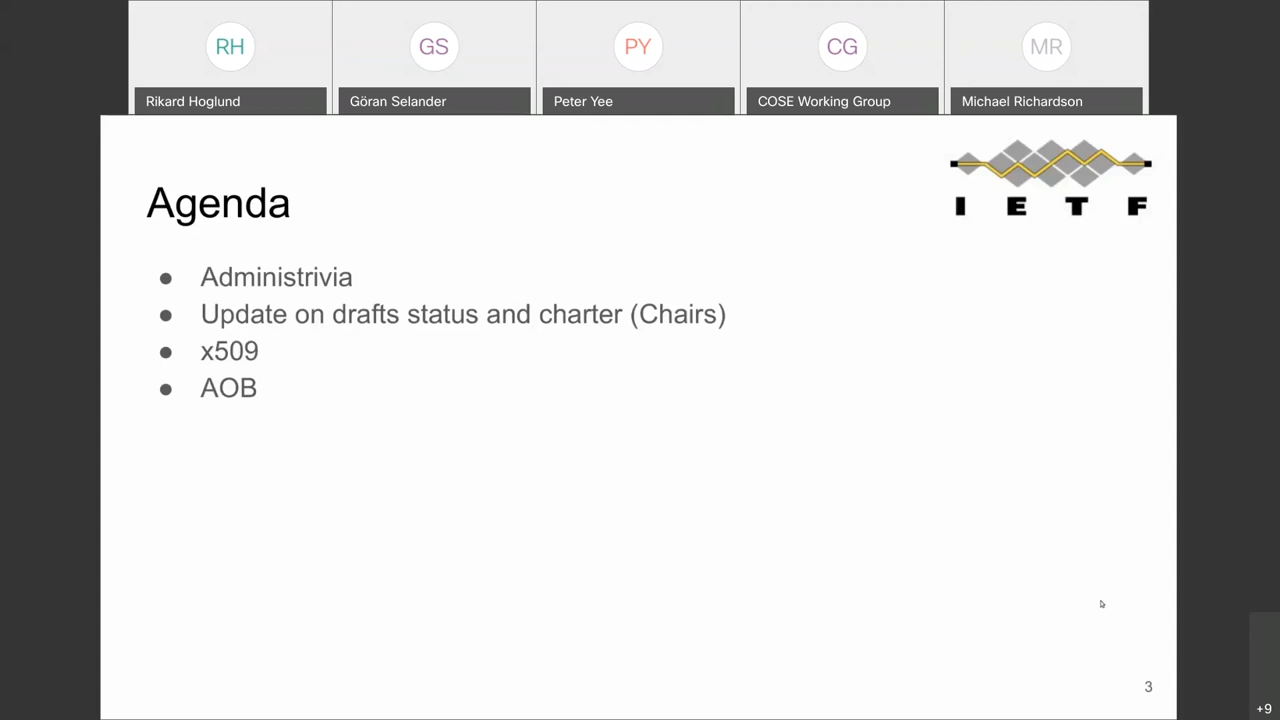 RH
GS
PY
CG
MR
Rikard Hoglund
Göran Selander
Peter Yee
COSE Working Group
Michael Richardson
I E T F
Agenda
● Administrivia
● Update on drafts status and charter (Chairs)
● x509
● AOB
3
+9